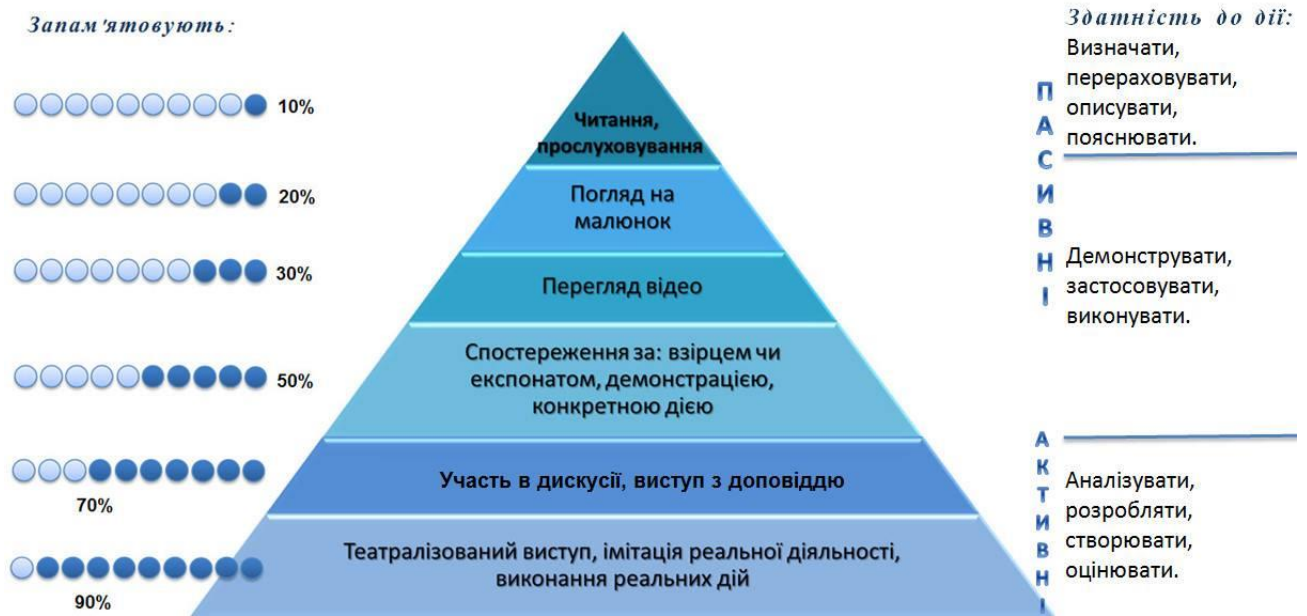 Запам'ятовують:
10%
20%
30%
50%
70%
90%
Читання,
прослуховування
Погляд на
малюнок
Перегляд відео
Спостереження за: взірцем чи
експонатом, демонстрацією,
конкретною дією
Участь в дискусії, виступ з доповіддю
Театралізований виступ, імітація реальної діяльності,
виконання реальних дій
ПАСИВНІ
АКТИВНІ
Здатність до дії:
Визначати,
перераховувати,
описувати,
пояснювати.
Демонструвати,
застосовувати,
виконувати.
Аналізувати,
розробляти,
створювати,
оцінювати.